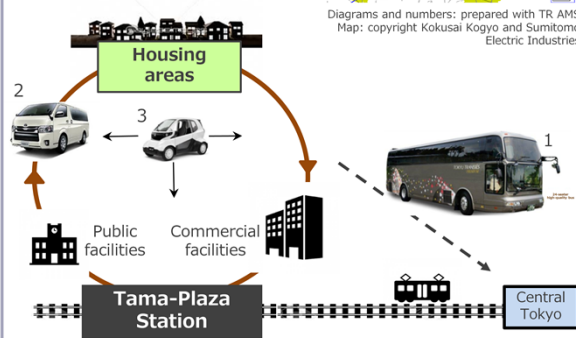 Diagrams and numbers: prepared with TR AMS
Map: copyright Kokusai Kogyo and Sumitomo
Electric Industries
Housing
areas
2
3
1
Public
facilities
Commercial
facilities
Tama-Plaza
Station
Central
Tokyo